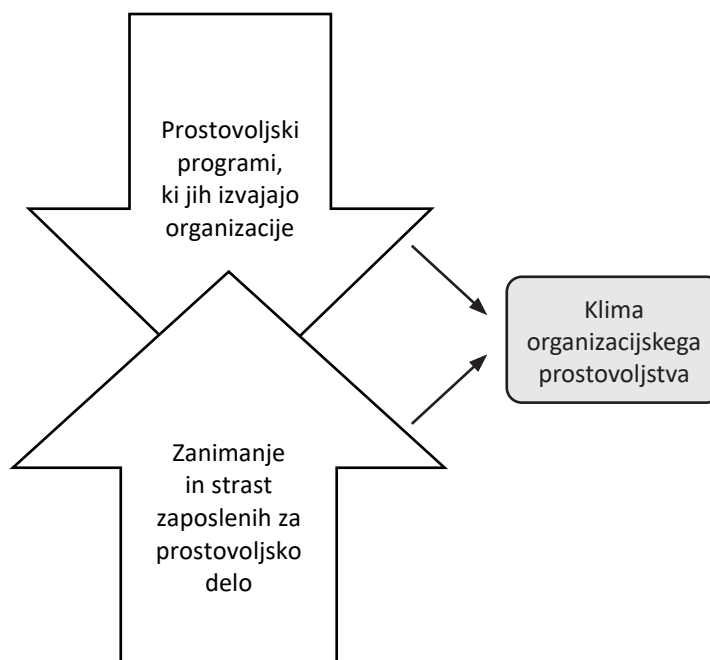 Prostovoljski
programi,
ki jih izvajajo
organizacije
Klima
organizacijskega
prostovoljstva
Zanimanje
in strast
zaposlenih za
prostovoljsko
delo